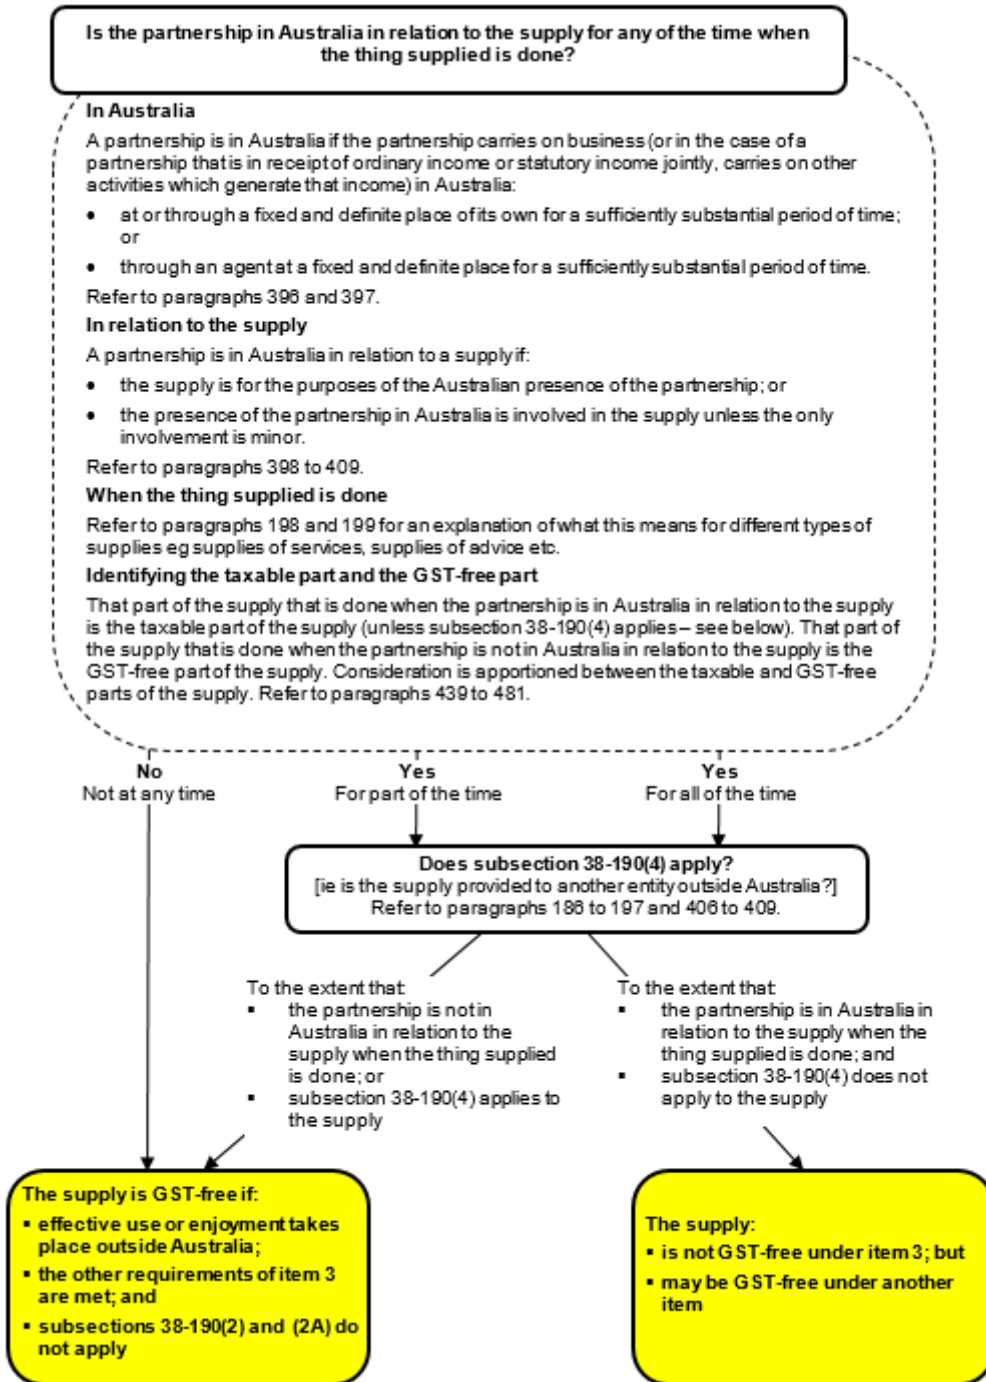 Is the partnership in Australia in relation to the supply for any of the time when
the thing supplied is done?
In Australia
A partnership is in Australia if the partnership carries on business (or in the case of a
partnership that is in receipt of ordinary income or statutory income jointly, carries on other
activities which generate that income) in Australia:
• at or through a fixed and definite place of its own for a sufficiently substantial period of time;
or
• through an agent at a fixed and definite place for a sufficiently substantial period of time.
Refer to paragraphs 396 and 397.
In relation to the supply
A partnership is in Australia in relation to a supply if:
• the supply is for the purposes of the Australian presence of the partnership; or
• the presence of the partnership in Australia is involved in the supply unless the only
involvement is minor.
Refer to paragraphs 398 to 409.
When the thing supplied is done
Refer to paragraphs 198 and 199 for an explanation of what this means for different types of
supplies eg supplies of services, supplies of advice etc.
Identifying the taxable part and the GST-free part
That part of the supply that is done when the partnership is in Australia in relation to the supply
is the taxable part of the supply (unless subsection 38-190(4) applies – see below). That part of
the supply that is done when the partnership is not in Australia in relation to the supply is the
GST-free part of the supply. Consideration is apportioned between the taxable and GST-free
parts of the supply. Refer to paragraphs 439 to 481.
No
Not at any time
Yes
For part of the time
Yes
For all of the time
Does subsection 38-190(4) apply?
[ie is the supply provided to another entity outside Australia?]
Refer to paragraphs 186 to 197 and 406 to 409.
To the extent that:
▪ the partnership is not in
Australia in relation to the
supply when the thing supplied
is done; or
▪ subsection 38-190(4) applies to
the supply
To the extent that:
▪ the partnership is in Australia in
relation to the supply when the
thing supplied is done; and
▪ subsection 38-190(4) does not
apply to the supply
The supply is GST-free if:
▪ effective use or enjoyment takes
place outside Australia;
▪ the other requirements of item 3
are met; and
▪ subsections 38-190(2) and (2A) do
not apply
The supply:
▪ is not GST-free under item 3; but
▪ may be GST-free under another
item